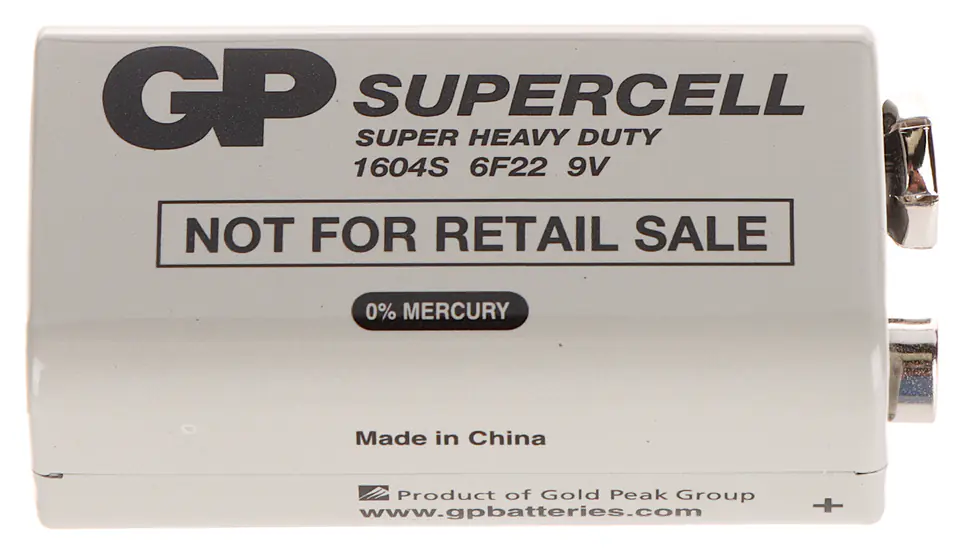 GP SUPERCELL
SUPER HEAVY DUTY
1604S 6F22 9V
NOT FOR RETAIL SALE
0% MERCURY
Made in China
Product of Gold Peak Group
www.gpbatteries.com
+